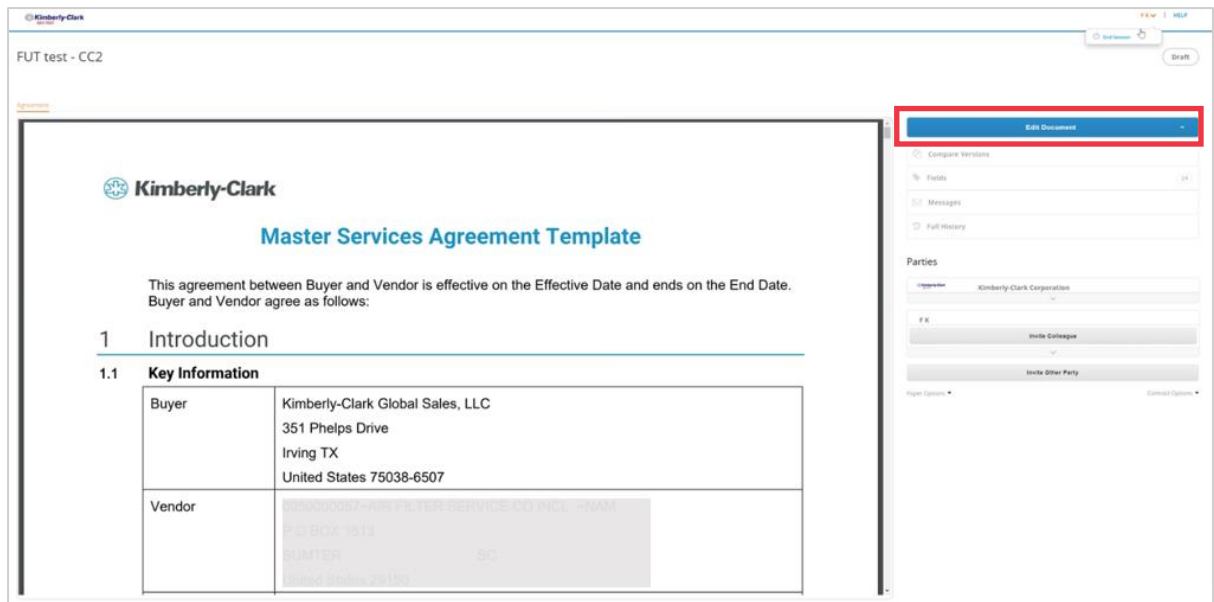 Kimberly-Clark
F X | HELP
End Session
FUT test - CC2
Draft
Agreement
Edit Document
Compare Versions
Fields 24
Messages
Full History
Parties
Kimberly-Clark Kimberly-Clark Corporation
F X
Invite Colleague
Invite Other Party
Paper Options Contract Options
Kimberly-Clark
Master Services Agreement Template
This agreement between Buyer and Vendor is effective on the Effective Date and ends on the End Date.
Buyer and Vendor agree as follows:
1 Introduction
1.1 Key Information
Buyer Kimberly-Clark Global Sales, LLC
351 Phelps Drive
Irving TX
United States 75038-6507
Vendor AIR FILTER SERVICE CO INC
P O BOX
SUMTER SC
United States 29150